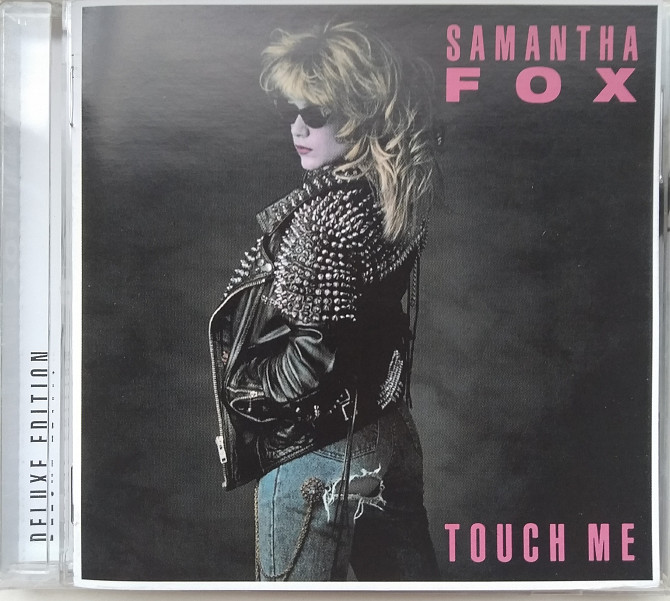 SAMANTHA
FOX
TOUCH ME
DELUXE EDITION